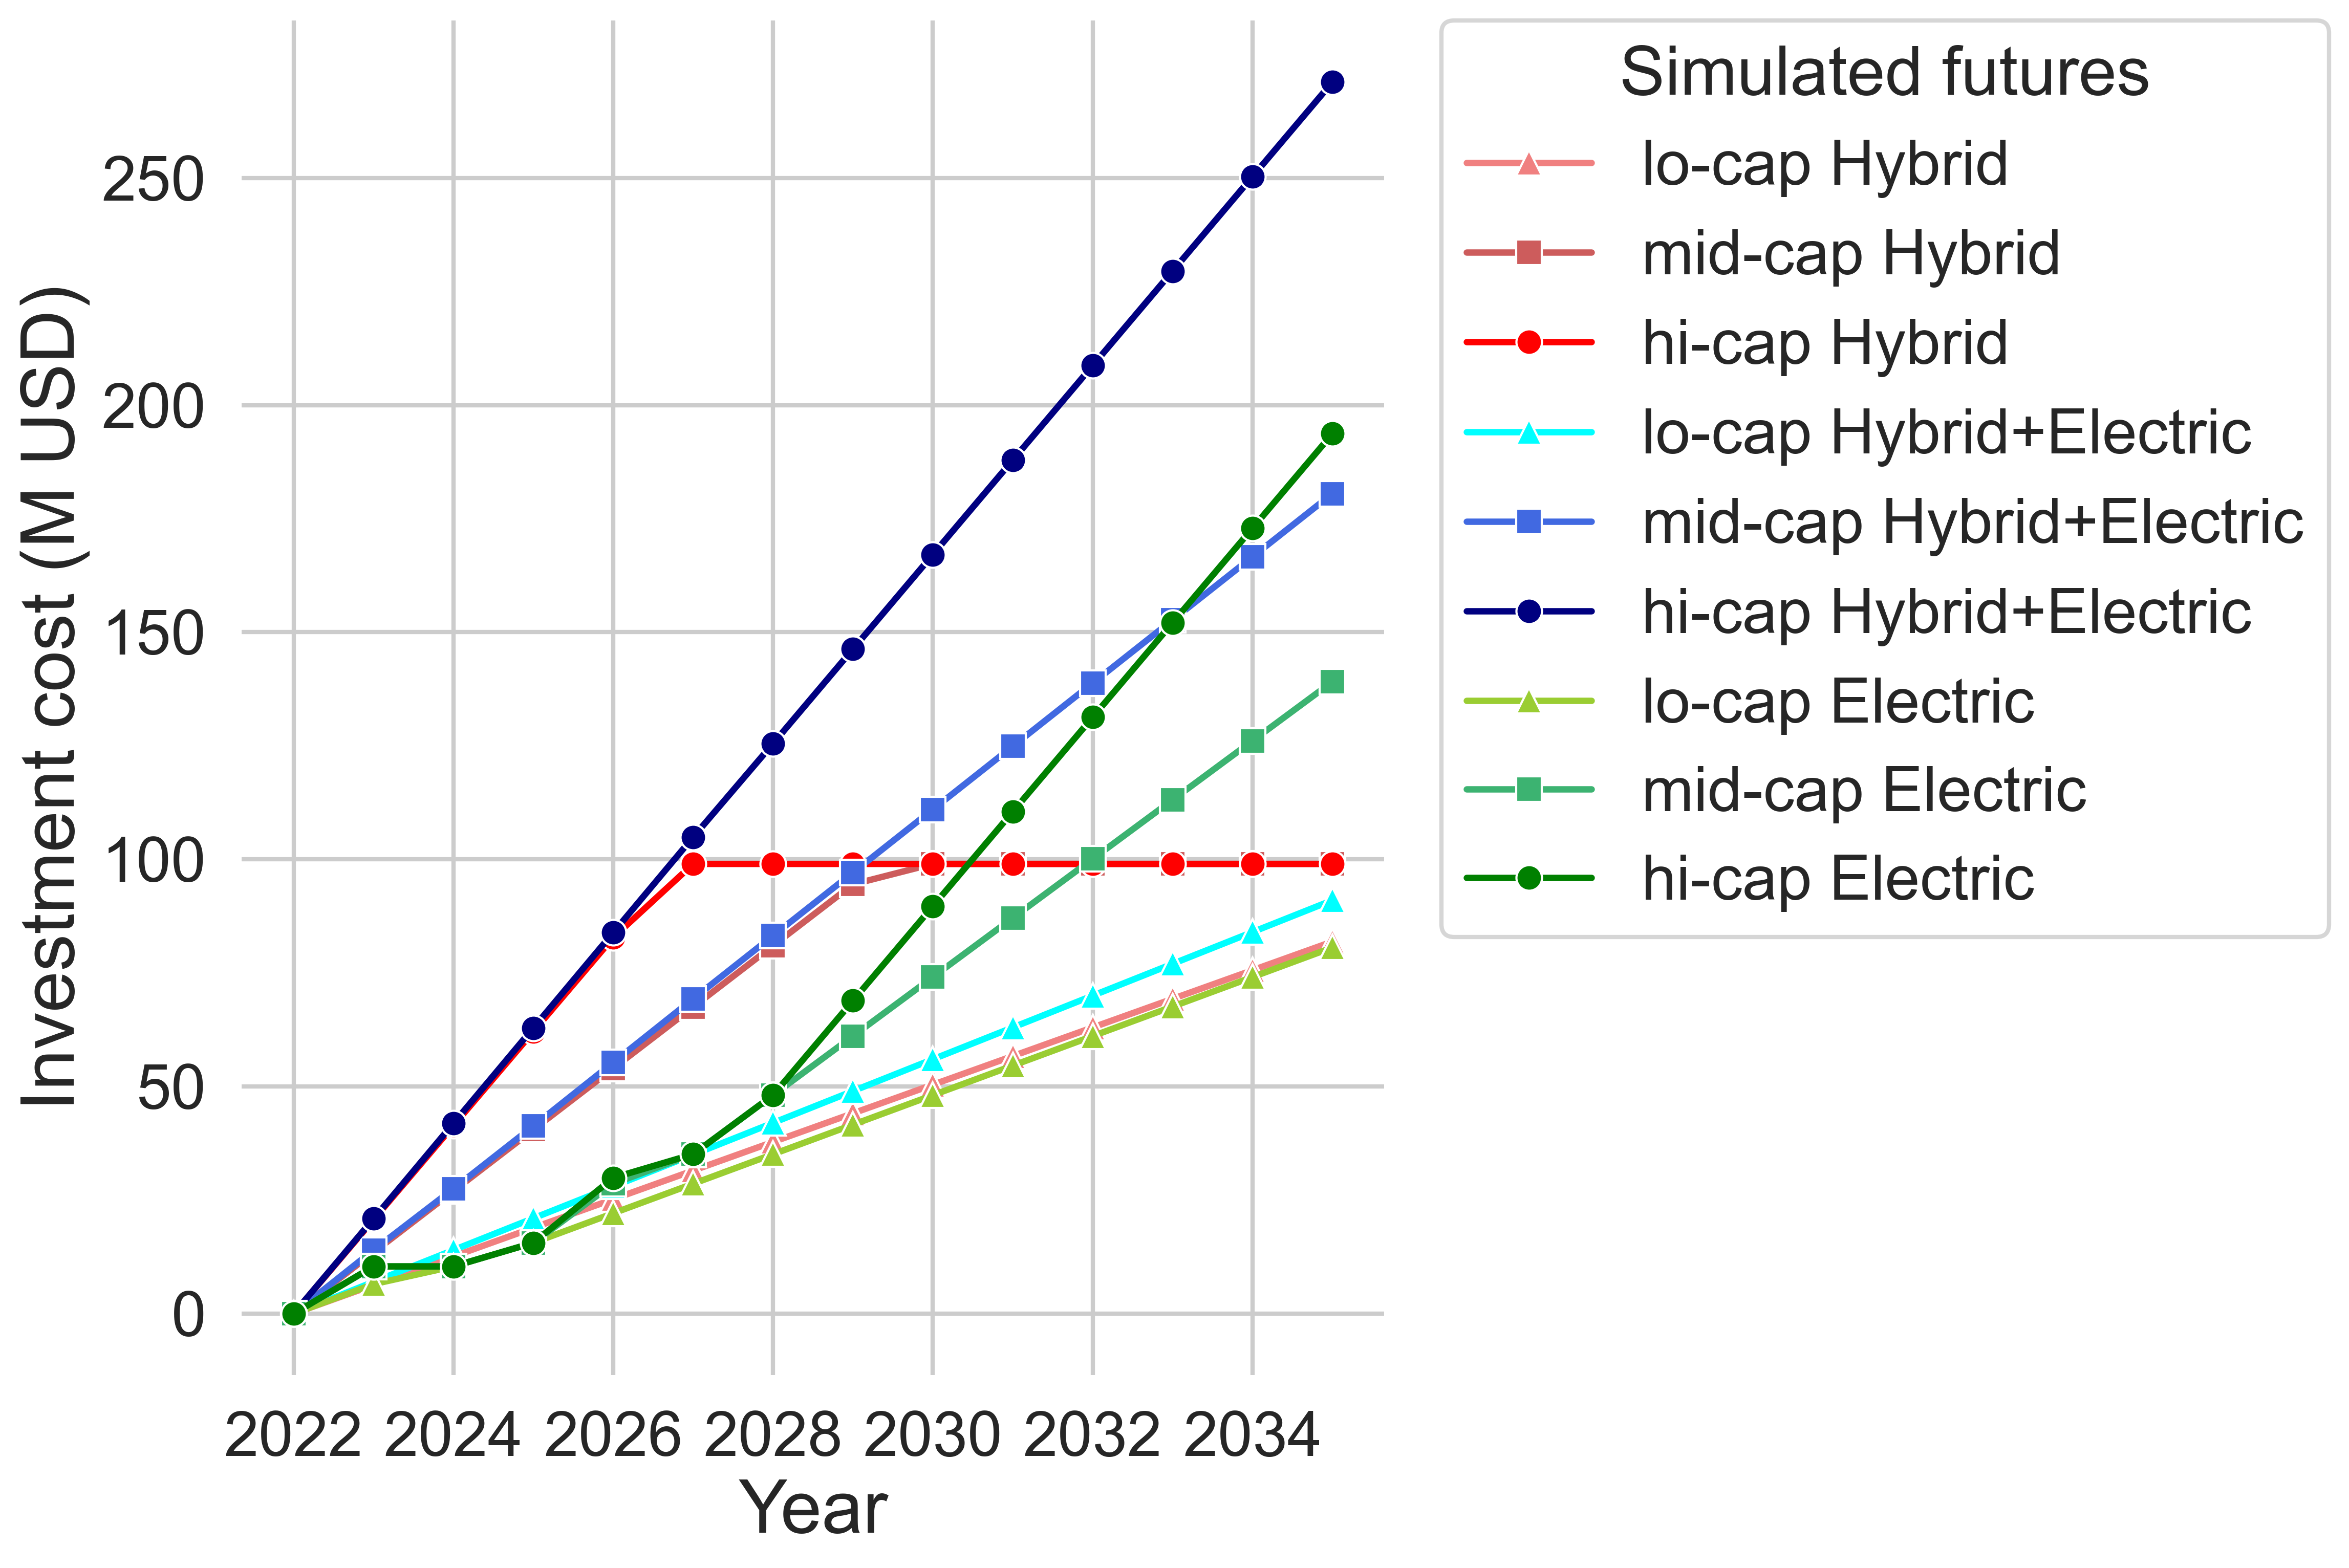 Investment cost (M USD)
250
200
150
100
50
0
2022 2024 2026 2028 2030 2032 2034
Year
Simulated futures
lo-cap Hybrid
mid-cap Hybrid
hi-cap Hybrid
lo-cap Hybrid+Electric
mid-cap Hybrid+Electric
hi-cap Hybrid+Electric
lo-cap Electric
mid-cap Electric
hi-cap Electric